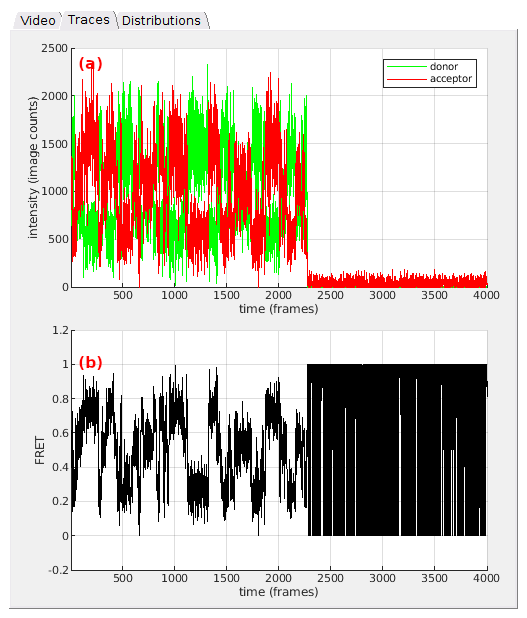 Video Traces Distributions
(a)
donor
acceptor
intensity (image counts)
2500
2000
1500
1000
500
0
500 1000 1500 2000 2500 3000 3500 4000
time (frames)
(b)
FRET
1.2
1
0.8
0.6
0.4
0.2
0
-0.2
500 1000 1500 2000 2500 3000 3500 4000
time (frames)